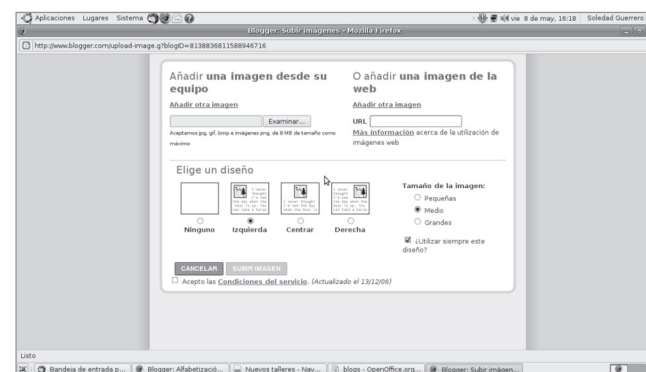 Aplicaciones Lugares Sistema vie 8 de may, 16:18 Soledad Guerrero
Blogger: Subir imágenes - Mozilla Firefox
http://www.blogger.com/upload-image.g?blogID=8138836811588946716
Añadir una imagen desde su equipo
Añadir otra imagen
Examinar...
Aceptamos jpg, gif, bmp e imágenes png, de 8 MB de tamaño como
máximo
O añadir una imagen de la web
Añadir otra imagen
URL
Más información acerca de la utilización de
imágenes web
Elige un diseño
Ninguno Izquierda Centrar Derecha
Tamaño de la imagen:
Pequeñas
Medio
Grandes
¿Utilizar siempre este
diseño?
CANCELAR SUBIR IMAGEN
Acepto las Condiciones del servicio. (Actualizado el 13/12/06)
Listo
Bandeja de entrada p... Blogger: Alfabetizació... Nuevos talleres - Nav... blogs - OpenOffice.org... Blogger: Subir imágen...